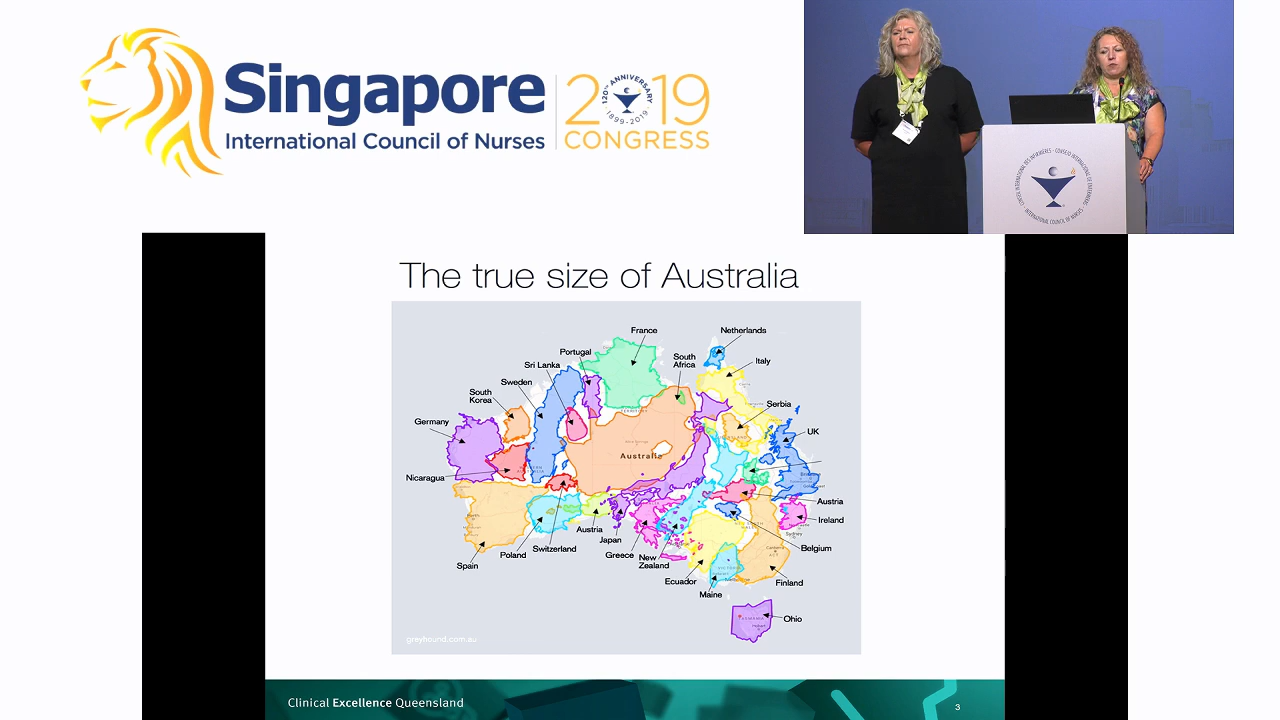 Singapore
International Council of Nurses
2019
120TH ANNIVERSARY
1899-2019
CONGRESS
The true size of Australia
France
Netherlands
Portugal
South
Africa
Italy
Sri Lanka
Sweden
South
Korea
Serbia
Germany
UK
Australia
Nicaragua
Austria
Ireland
Austria
Japan
Switzerland
Poland
Greece
New
Zealand
Belgium
Spain
Ecuador
Finland
Maine
Ohio
greyhound.com.au
Clinical Excellence Queensland
3